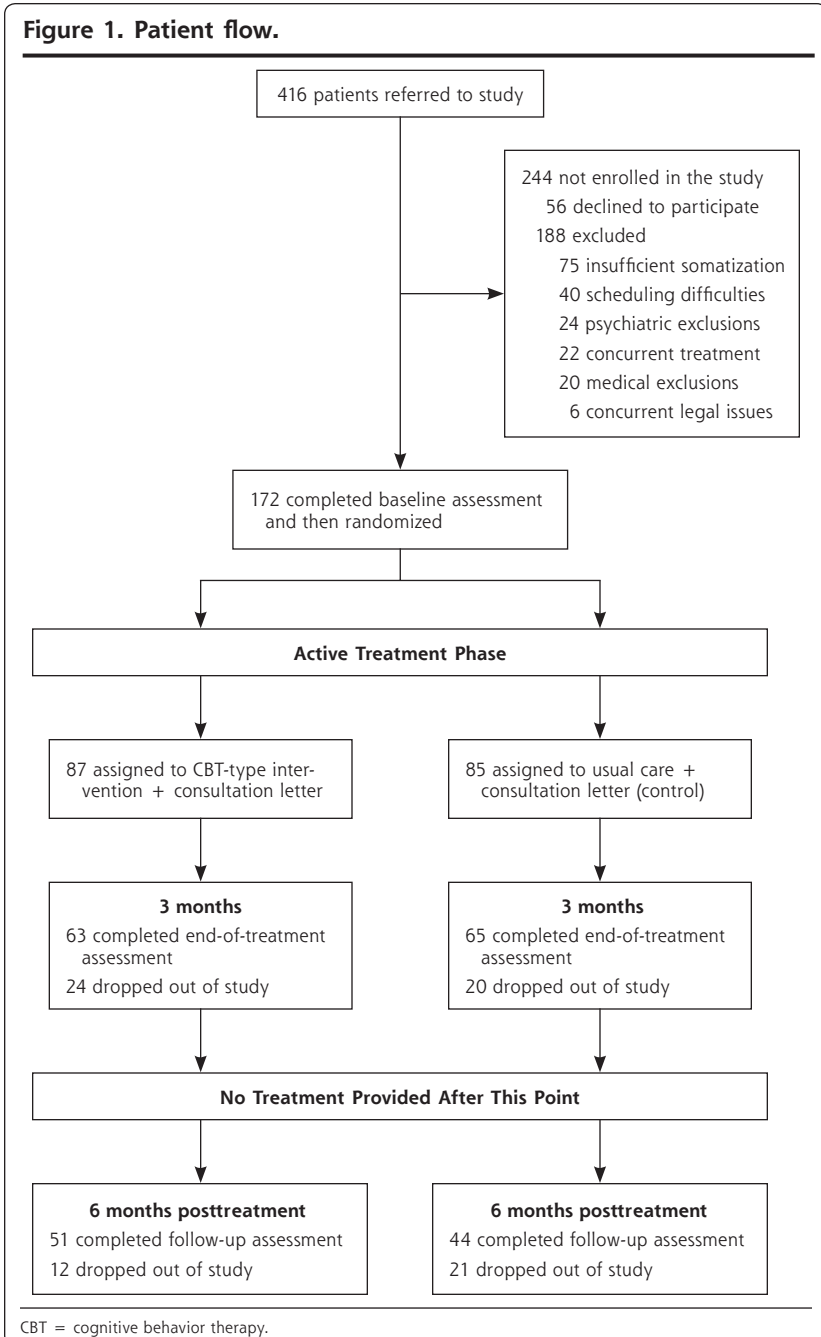 Figure 1. Patient flow.
416 patients referred to study
244 not enrolled in the study
56 declined to participate
188 excluded
75 insufficient somatization
40 scheduling difficulties
24 psychiatric exclusions
22 concurrent treatment
20 medical exclusions
6 concurrent legal issues
172 completed baseline assessment
and then randomized
Active Treatment Phase
87 assigned to CBT-type inter-
vention + consultation letter
85 assigned to usual care +
consultation letter (control)
3 months
63 completed end-of-treatment
assessment
24 dropped out of study
3 months
65 completed end-of-treatment
assessment
20 dropped out of study
No Treatment Provided After This Point
6 months posttreatment
51 completed follow-up assessment
12 dropped out of study
6 months posttreatment
44 completed follow-up assessment
21 dropped out of study
CBT = cognitive behavior therapy.